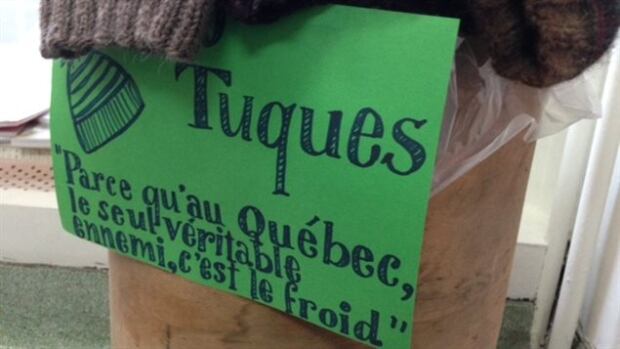 Tuques
"Parce qu'au Québec,
le seul véritable
ennemi, c'est le froid."